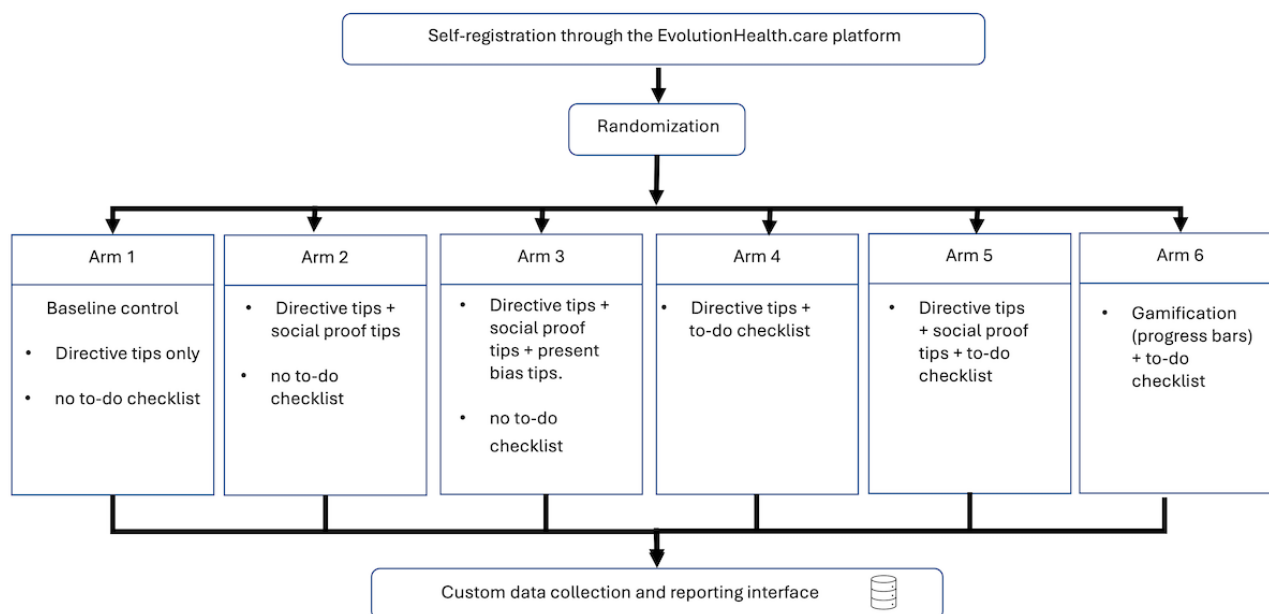 Self-registration through the EvolutionHealth.care platform
Randomization
Arm 1
Baseline control
• Directive tips only
• no to-do checklist
Arm 2
• Directive tips +
social proof tips
• no to-do
checklist
Arm 3
• Directive tips +
social proof
tips + present
bias tips.
• no to-do
checklist
Arm 4
• Directive tips +
to-do checklist
Arm 5
• Directive tips
+ social proof
tips + to-do
checklist
Arm 6
• Gamification
(progress bars)
+ to-do
checklist
Custom data collection and reporting interface